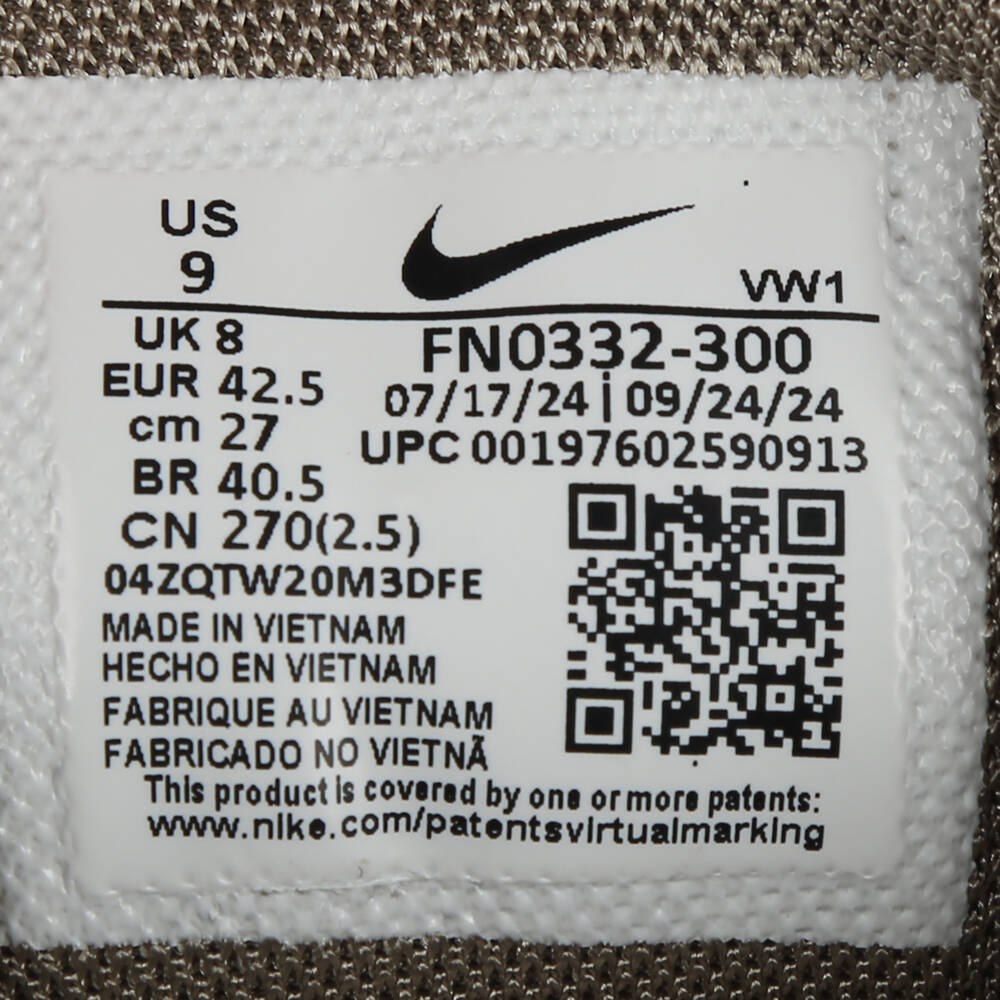 US
9
VW1
UK 8
FN0332-300
EUR 42.5
07/17/24 | 09/24/24
cm 27
UPC 00197602590913
BR 40.5
CN 270(2.5)
04ZQTW20M3DFE
MADE IN VIETNAM
HECHO EN VIETNAM
FABRIQUE AU VIETNAM
FABRICADO NO VIETNÃ
This product is covered by one or more patents:
www.nike.com/patentsvirtualmarking